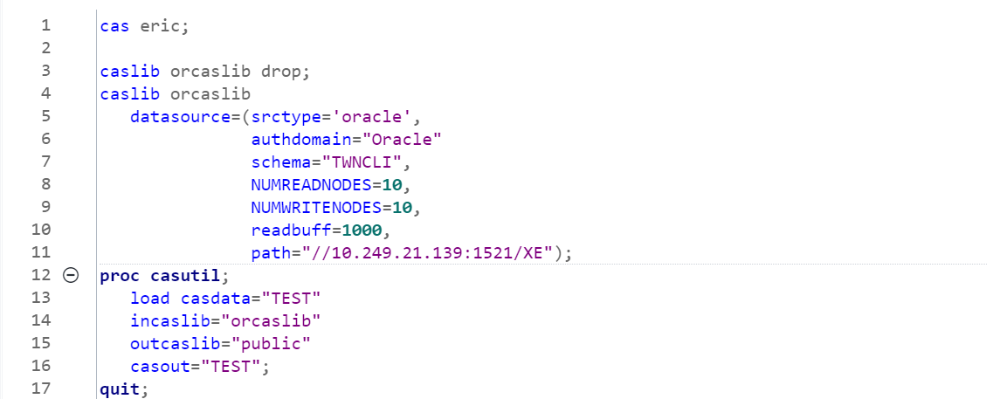 1 cas eric;
2
3 caslib orcaslib drop;
4 caslib orcaslib
5    datasource=(srctype='oracle',
6                authdomain="Oracle"
7                schema="TWNCLI",
8                NUMREADNODES=10,
9                NUMWRITENODES=10,
10                readbuff=1000,
11                path="//10.249.21.139:1521/XE");
12 proc casutil;
13    load casdata="TEST"
14    incaslib="orcaslib"
15    outcaslib="public"
16    casout="TEST";
17 quit;